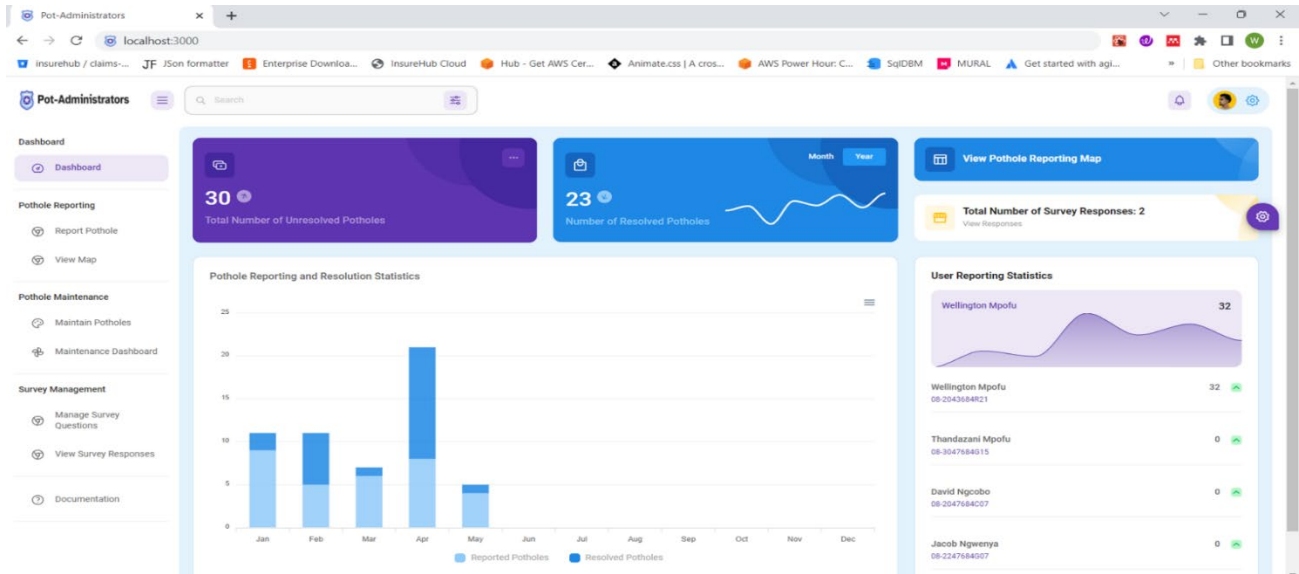 Pot-Administrators
localhost:3000
W
insurehub / claims-...
JF JSon formatter
Enterprise Downloa...
InsureHub Cloud
Hub - Get AWS Cer...
Animate.css | A cros...
AWS Power Hour: C...
SqlDBM
MURAL
Get started with agi...
»
Other bookmarks
Pot-Administrators
Search
Dashboard
Dashboard
Pothole Reporting
Report Pothole
View Map
Pothole Maintenance
Maintain Potholes
Maintenance Dashboard
Survey Management
Manage Survey
Questions
View Survey Responses
Documentation
30
Total Number of Unresolved Potholes
Month Year
23
Number of Resolved Potholes
View Pothole Reporting Map
Total Number of Survey Responses: 2
View Responses
Pothole Reporting and Resolution Statistics
25
20
15
10
5
0
Jan Feb Mar Apr May Jun Jul Aug Sep Oct Nov Dec
Reported Potholes Resolved Potholes
User Reporting Statistics
Wellington Mpofu 32
Wellington Mpofu 32
08-2043684R21
Thandazani Mpofu 0
08-3047684G15
David Ngcobo 0
08-2047684C07
Jacob Ngwenya 0
08-2247684G07